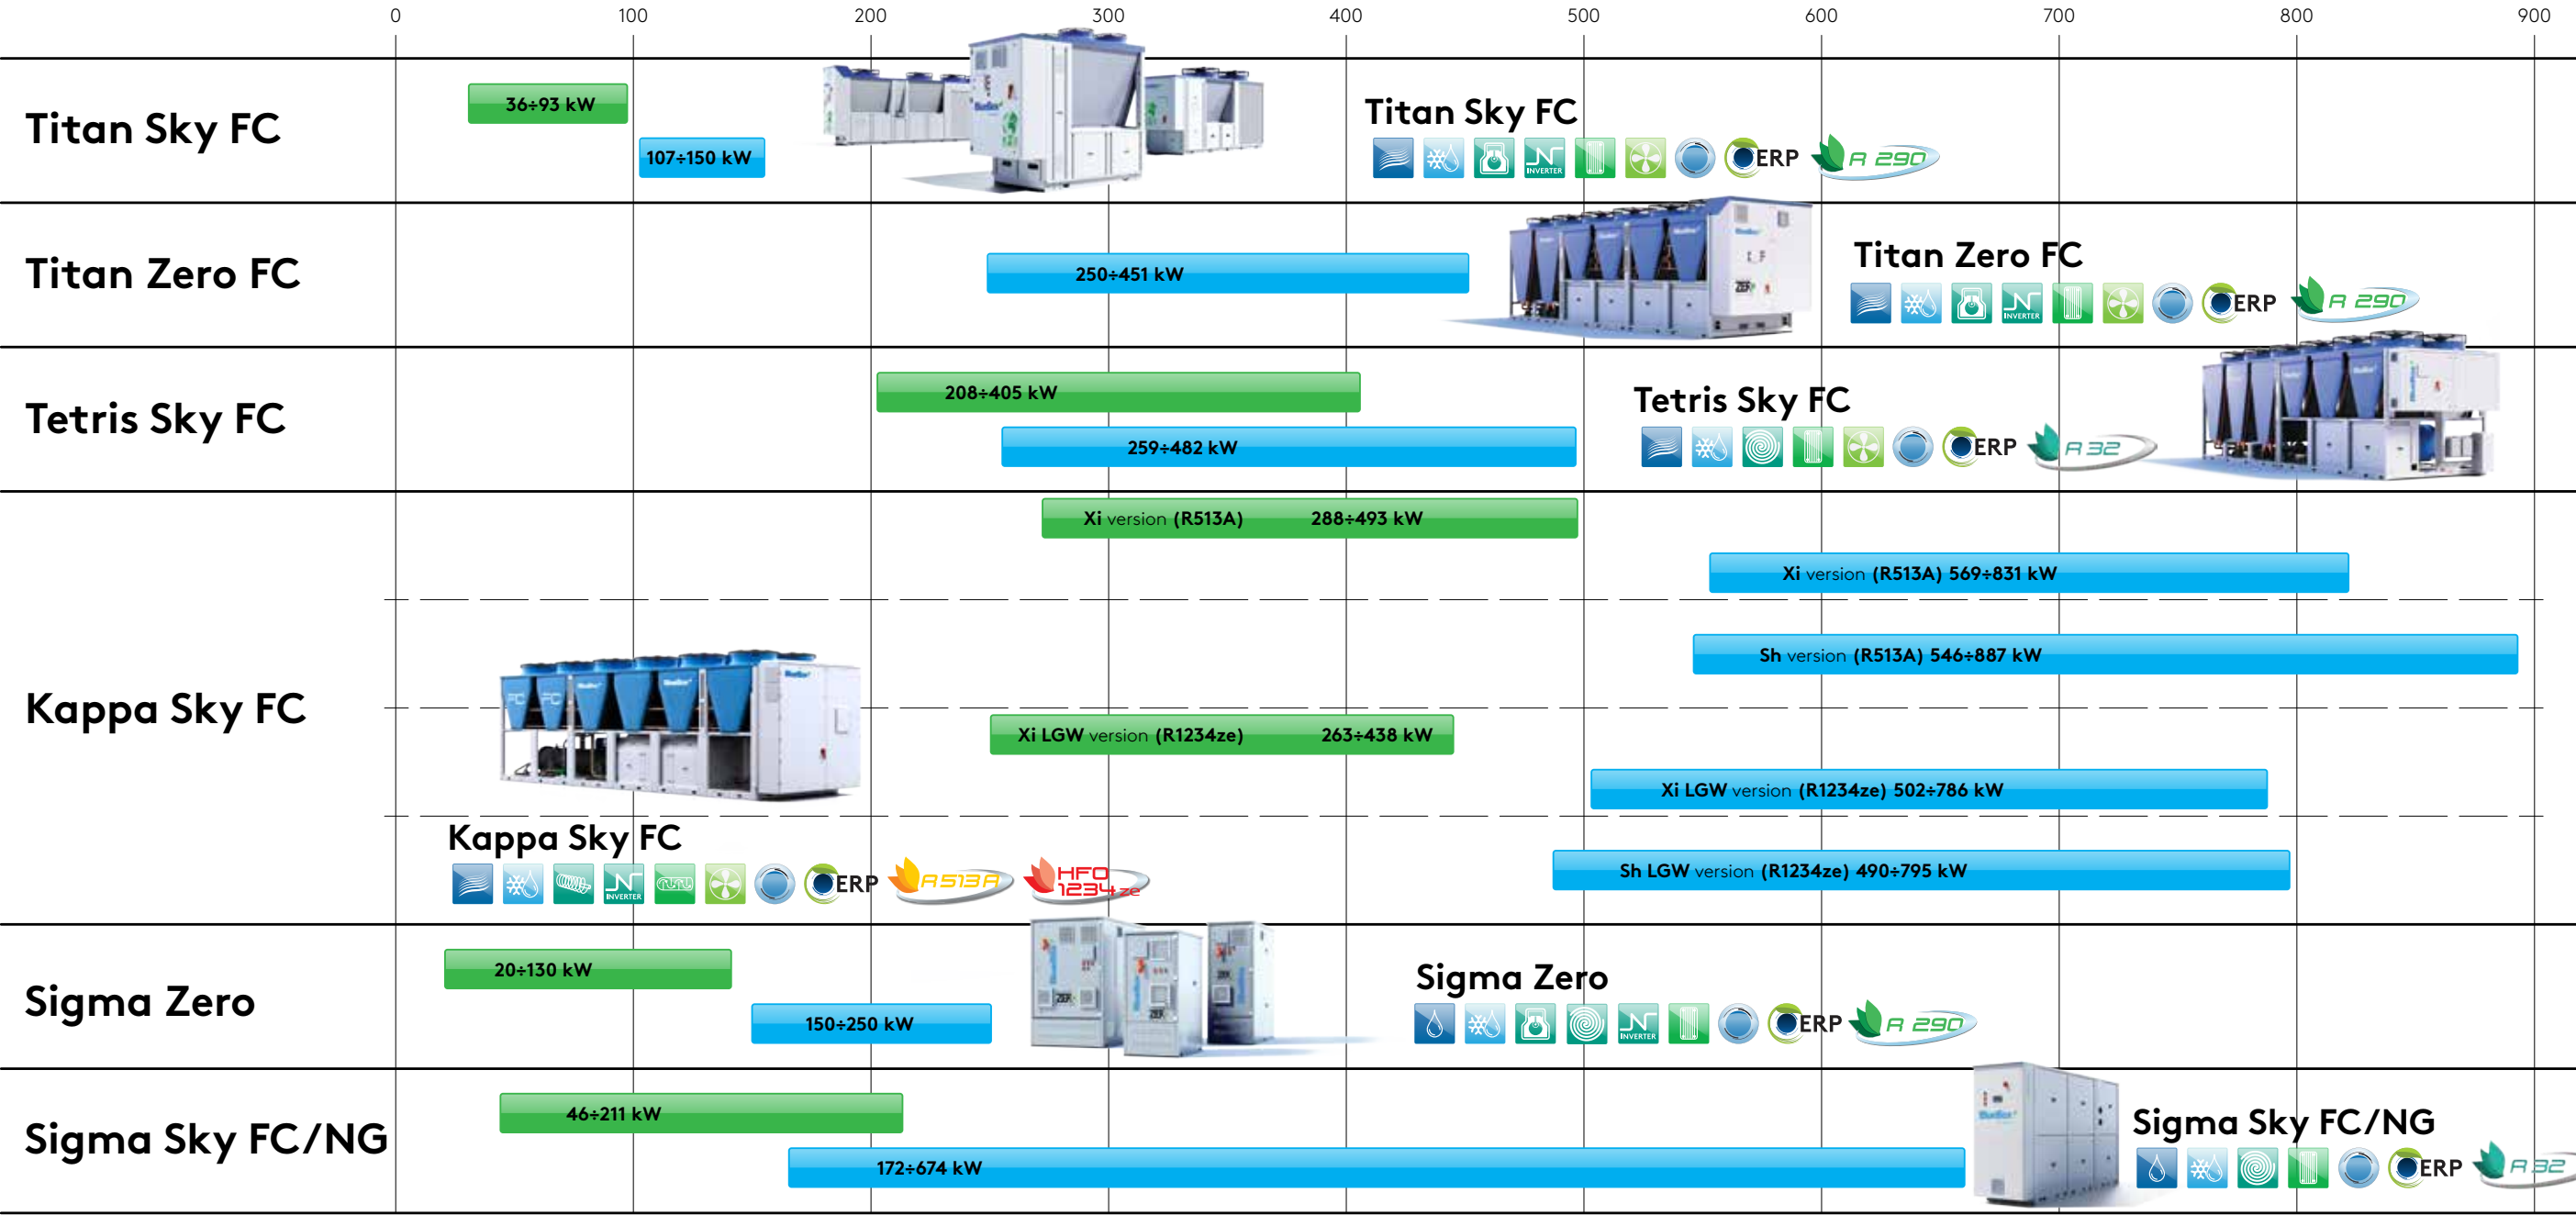 0 100 200 300 400 500 600 700 800 900
Titan Sky FC
36÷93 kW
107÷150 kW
Titan Sky FC
INVERTER
ERP
R 290
Titan Zero FC
250÷451 kW
Titan Zero FC
INVERTER
ERP
R 290
Tetris Sky FC
208÷405 kW
259÷482 kW
Tetris Sky FC
ERP
R 32
Kappa Sky FC
Xi version (R513A) 288÷493 kW
Xi version (R513A) 569÷831 kW
Sh version (R513A) 546÷887 kW
Xi LGW version (R1234ze) 263÷438 kW
Xi LGW version (R1234ze) 502÷786 kW
Sh LGW version (R1234ze) 490÷795 kW
Kappa Sky FC
INVERTER
ERP
R513A
HFO
1234ze
Sigma Zero
20÷130 kW
150÷250 kW
Sigma Zero
INVERTER
ERP
R 290
Sigma Sky FC/NG
46÷211 kW
172÷674 kW
Sigma Sky FC/NG
ERP
R 32